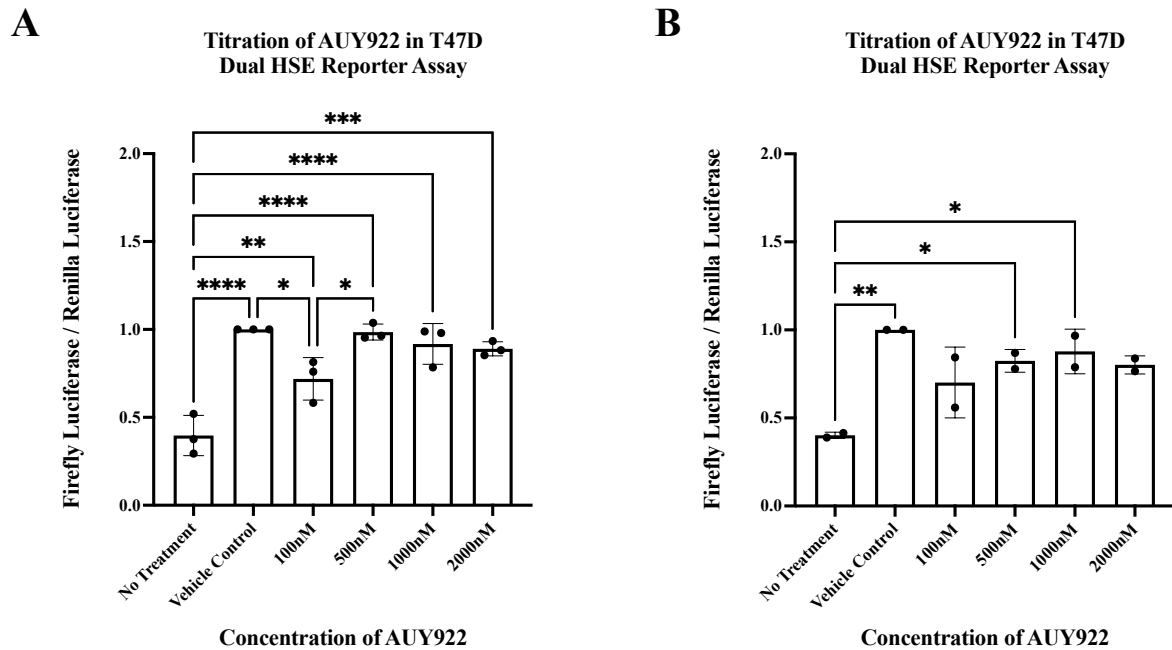 A
Titration of AUY922 in T47D
Dual HSE Reporter Assay
***
****
****
**
****
*
*
Firefly Luciferase / Renilla Luciferase
2.0
1.5
1.0
0.5
0.0
No Treatment
Vehicle Control
100nM
500nM
1000nM
2000nM
Concentration of AUY922
B
Titration of AUY922 in T47D
Dual HSE Reporter Assay
*
*
**
Firefly Luciferase / Renilla Luciferase
2.0
1.5
1.0
0.5
0.0
No Treatment
Vehicle Control
100nM
500nM
1000nM
2000nM
Concentration of AUY922